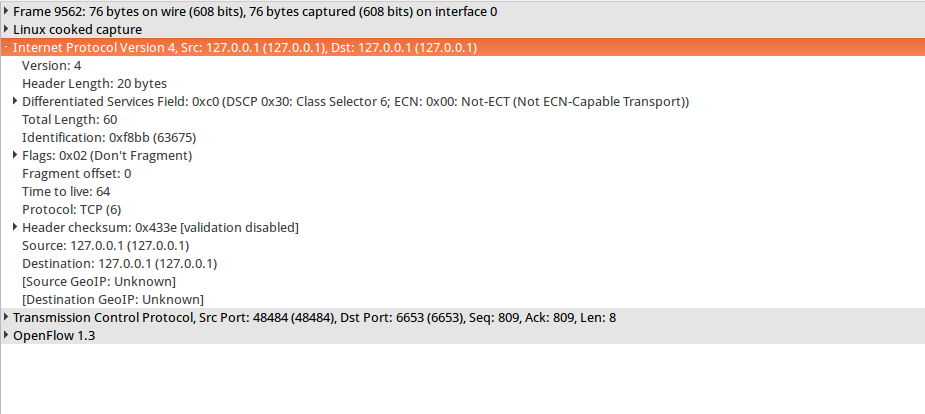 Frame 9562: 76 bytes on wire (608 bits), 76 bytes captured (608 bits) on interface 0
Linux cooked capture
Internet Protocol Version 4, Src: 127.0.0.1 (127.0.0.1), Dst: 127.0.0.1 (127.0.0.1)
Version: 4
Header Length: 20 bytes
Differentiated Services Field: 0xc0 (DSCP 0x30: Class Selector 6; ECN: 0x00: Not-ECT (Not ECN-Capable Transport))
Total Length: 60
Identification: 0xf8bb (63675)
Flags: 0x02 (Don't Fragment)
Fragment offset: 0
Time to live: 64
Protocol: TCP (6)
Header checksum: 0x433e [validation disabled]
Source: 127.0.0.1 (127.0.0.1)
Destination: 127.0.0.1 (127.0.0.1)
[Source GeoIP: Unknown]
[Destination GeoIP: Unknown]
Transmission Control Protocol, Src Port: 48484 (48484), Dst Port: 6653 (6653), Seq: 809, Ack: 809, Len: 8
OpenFlow 1.3